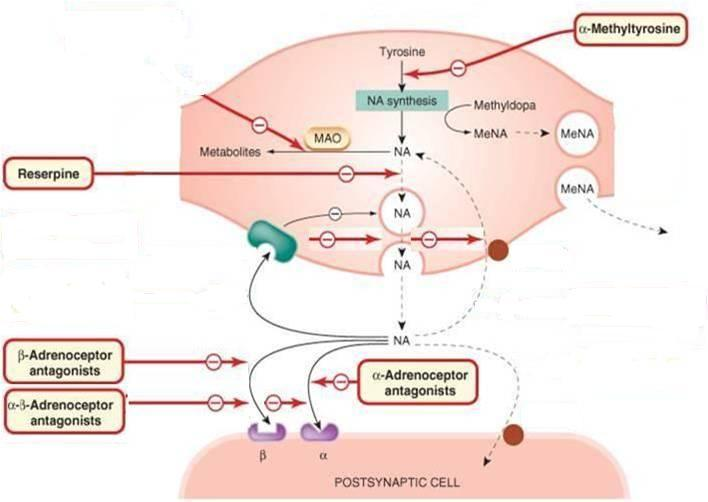 α-Methyltyrosine
Tyrosine
NA synthesis
Methyldopa
MAO
MeNA
MeNA
Metabolites
NA
Reserpine
MeNA
NA
NA
NA
β-Adrenoceptor
antagonists
α-Adrenoceptor
antagonists
α-β-Adrenoceptor
antagonists
β
α
POSTSYNAPTIC CELL